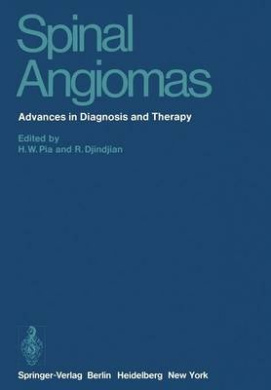 Spinal
Angiomas
Advances in Diagnosis and Therapy
Edited by
H.W. Pia and R. Djindjian
Springer-Verlag Berlin Heidelberg New York